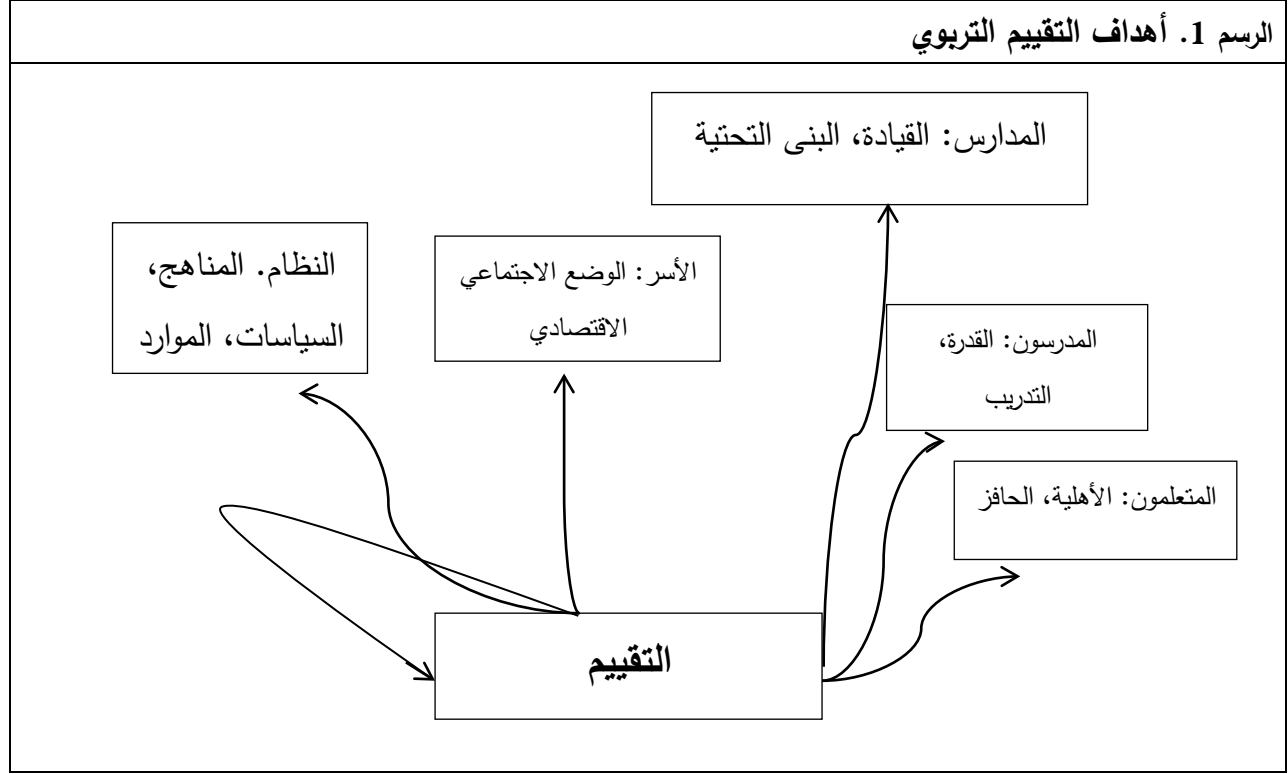 الرسم 1. أهداف التقييم التربوي
المدارس: القيادة، البنى التحتية
النظام. المناهج،
السياسات، الموارد
الأسر: الوضع الاجتماعي
الاقتصادي
المدرسون: القدرة،
التدريب
المتعلمون: الأهلية، الحافز
التقييم